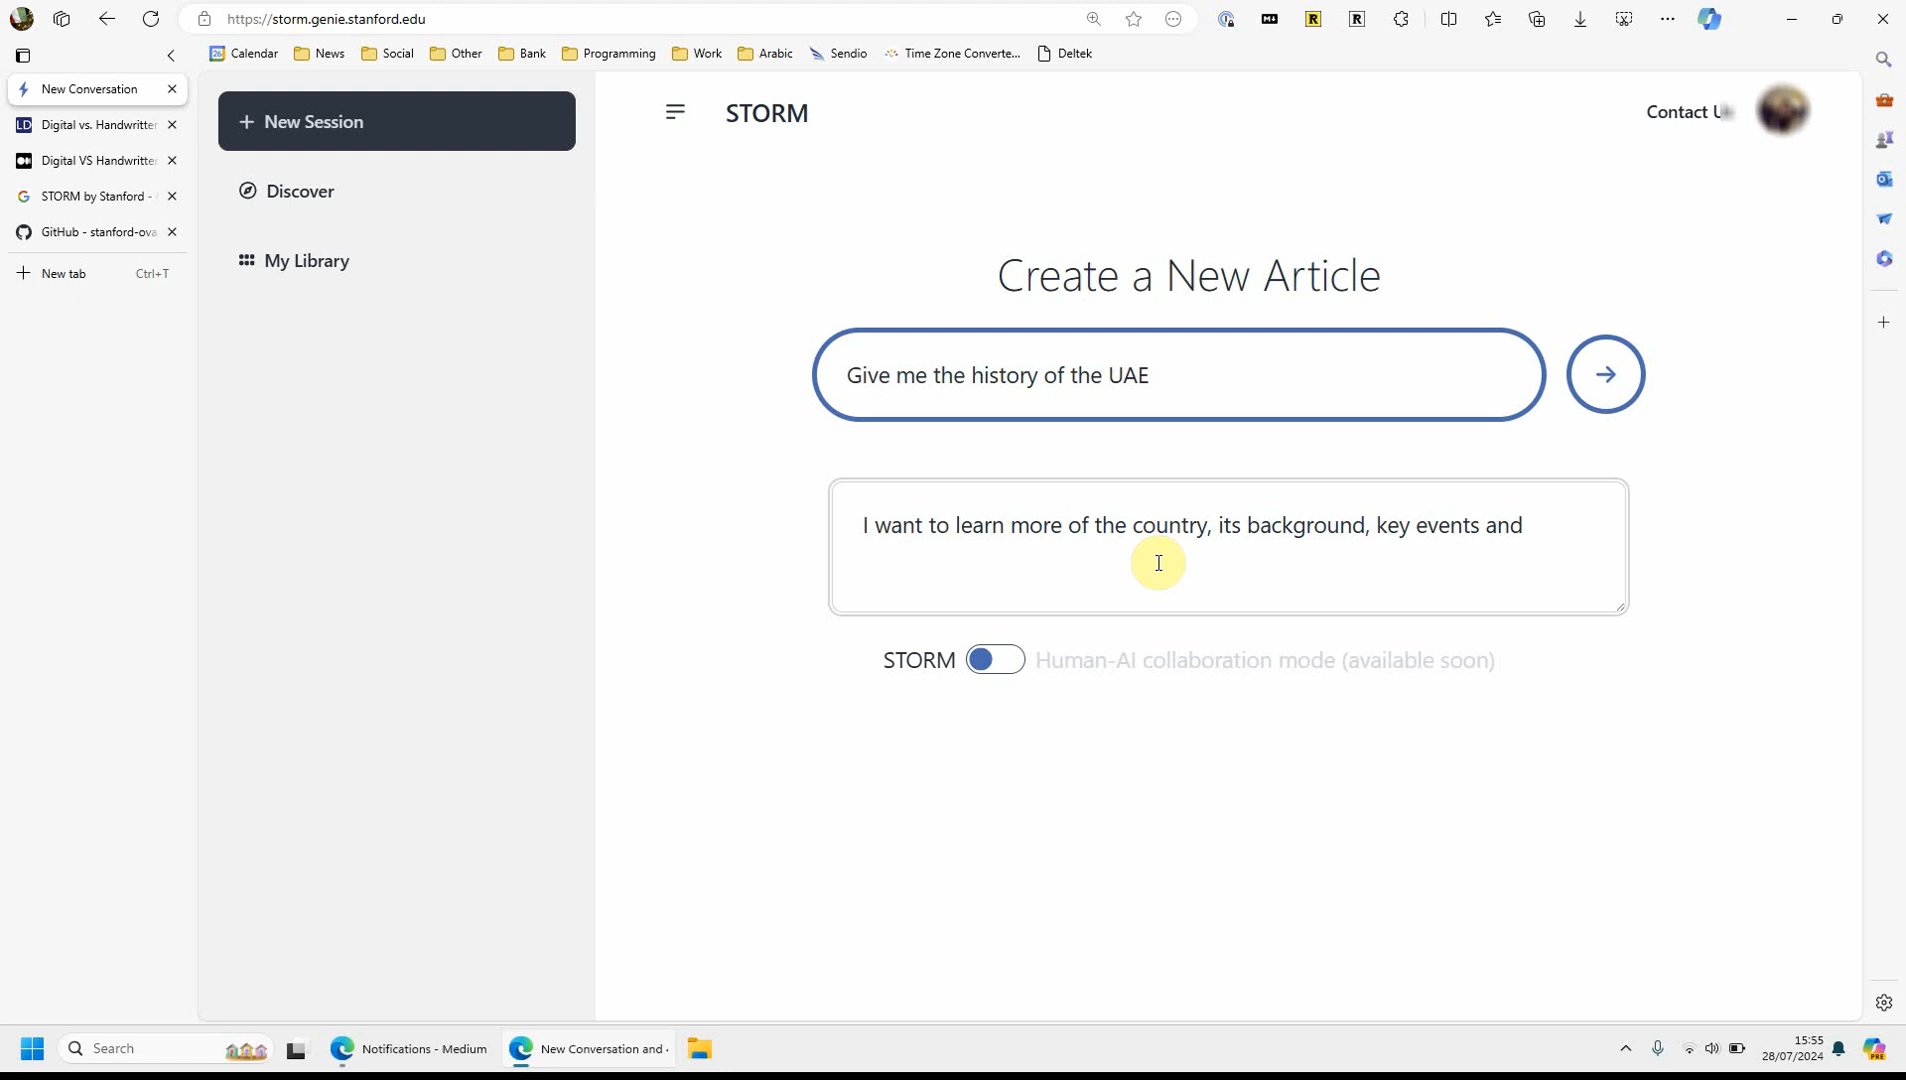 https://storm.genie.stanford.edu
Calendar
News
Social
Other
Bank
Programming
Work
Arabic
Sendio
Time Zone Converte...
Deltek
New Conversation
Digital vs. Handwritter
Digital VS Handwritter
STORM by Stanford -
GitHub - stanford-ova
New tab
Ctrl+T
+ New Session
Discover
My Library
STORM
Contact U
Create a New Article
Give me the history of the UAE
I want to learn more of the country, its background, key events and
STORM
Human-AI collaboration mode (available soon)
Search
Notifications - Medium
New Conversation and
15:55
28/07/2024